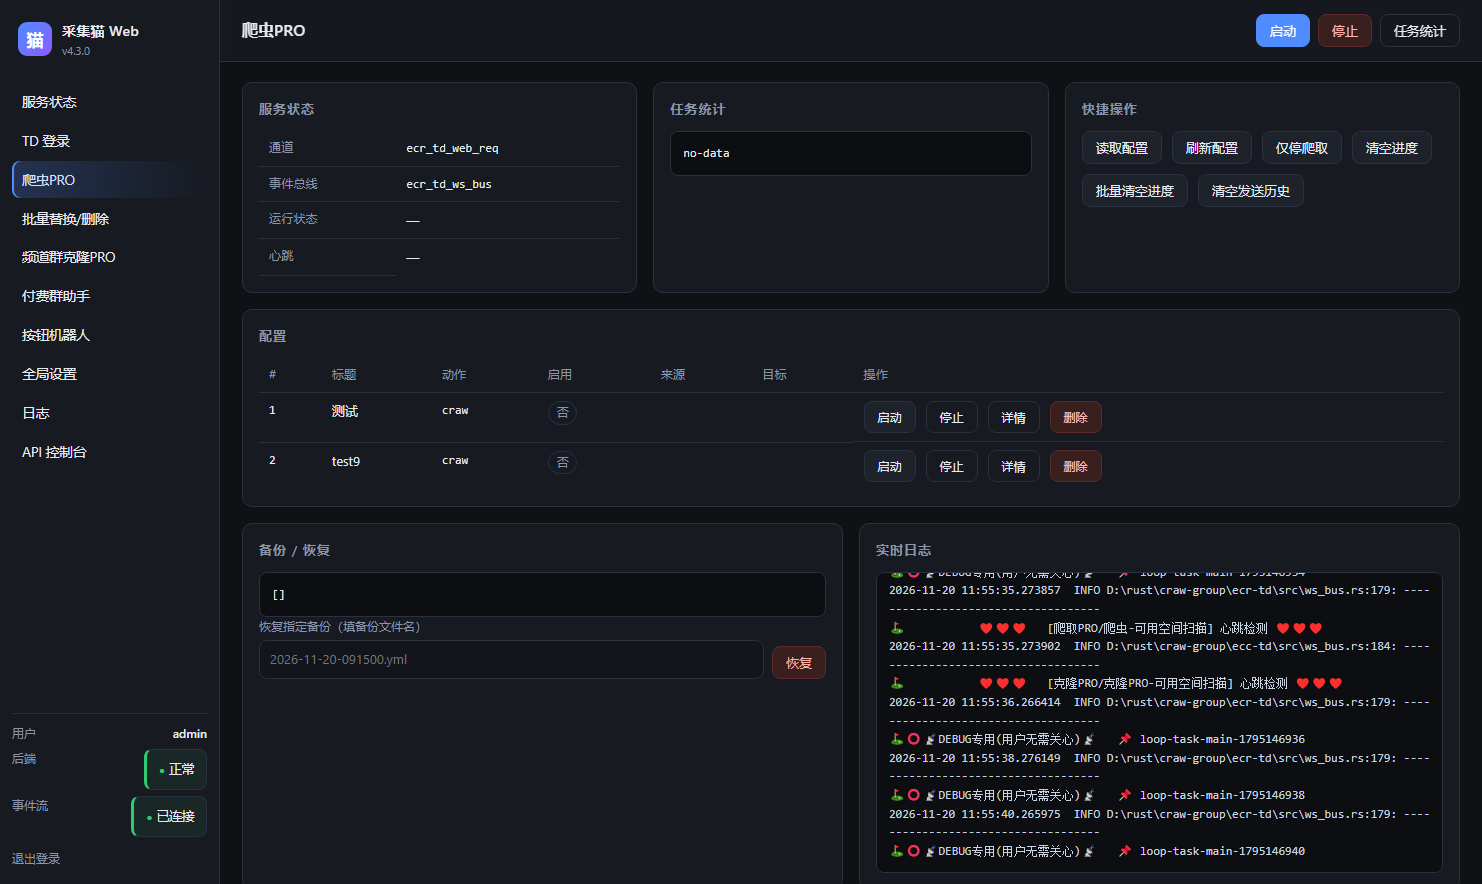 猫
采集猫 Web
v4.3.0
服务状态
TD 登录
爬虫PRO
批量替换/删除
频道群克隆PRO
付费群助手
按钮机器人
全局设置
日志
API 控制台
用户 admin
后端 正常
事件流 已连接
退出登录
爬虫PRO
启动 停止 任务统计
服务状态
通道 ecr_td_web_req
事件总线 ecr_td_ws_bus
运行状态 —
心跳 —
任务统计
no-data
快捷操作
读取配置 刷新配置 仅停爬取 清空进度
批量清空进度 清空发送历史
配置
# 标题 动作 启用 来源 目标 操作
1 测试 craw 否 启动 停止 详情 删除
2 test9 craw 否 启动 停止 详情 删除
备份 / 恢复
[]
恢复指定备份（填备份文件名）
2026-11-20-091500.yml 恢复
实时日志
⛳⭕📡DEBUG专用(用户无需关心)📡 📌 loop-task-main-1795146934
2026-11-20 11:55:35.273857 INFO D:\rust\craw-group\ecr-td\src\ws_bus.rs:179: ----
--------------------------------
⛳ ❤❤❤ [爬取PRO/爬虫-可用空间扫描] 心跳检测 ❤❤❤
2026-11-20 11:55:35.273902 INFO D:\rust\craw-group\ecc-td\src\ws_bus.rs:184: ----
--------------------------------
⛳ ❤❤❤ [克隆PRO/克隆PRO-可用空间扫描] 心跳检测 ❤❤❤
2026-11-20 11:55:36.266414 INFO D:\rust\craw-group\ecr-td\src\ws_bus.rs:179: ----
--------------------------------
⛳⭕📡DEBUG专用(用户无需关心)📡 📌 loop-task-main-1795146936
2026-11-20 11:55:38.276149 INFO D:\rust\craw-group\ecr-td\src\ws_bus.rs:179: ----
--------------------------------
⛳⭕📡DEBUG专用(用户无需关心)📡 📌 loop-task-main-1795146938
2026-11-20 11:55:40.265975 INFO D:\rust\craw-group\ecr-td\src\ws_bus.rs:179: ----
--------------------------------
⛳⭕📡DEBUG专用(用户无需关心)📡 📌 loop-task-main-1795146940